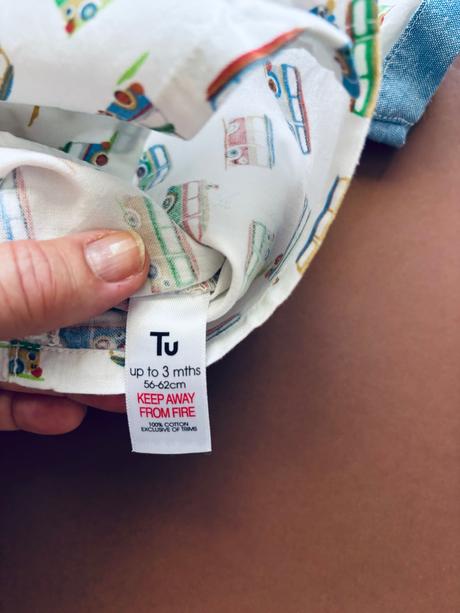 Tu
up to 3 mths
56-62cm
KEEP AWAY
FROM FIRE
100% COTTON
EXCLUSIVE OF TRIMS